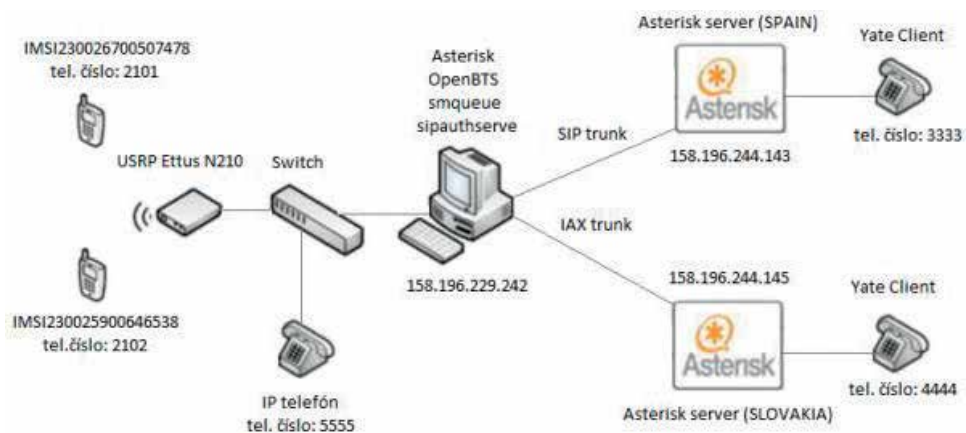 IMSI230026700507478
tel. číslo: 2101
USRP Ettus N210
Switch
IMSI230025900646538
tel.číslo: 2102
IP telefón
tel. číslo: 5555
Asterisk
OpenBTS
smqueue
sipauthserve
158.196.229.242
SIP trunk
IAX trunk
Asterisk server (SPAIN)
Asterisk
158.196.244.143
Yate Client
tel. číslo: 3333
158.196.244.145
Asterisk
Asterisk server (SLOVAKIA)
Yate Client
tel. číslo: 4444